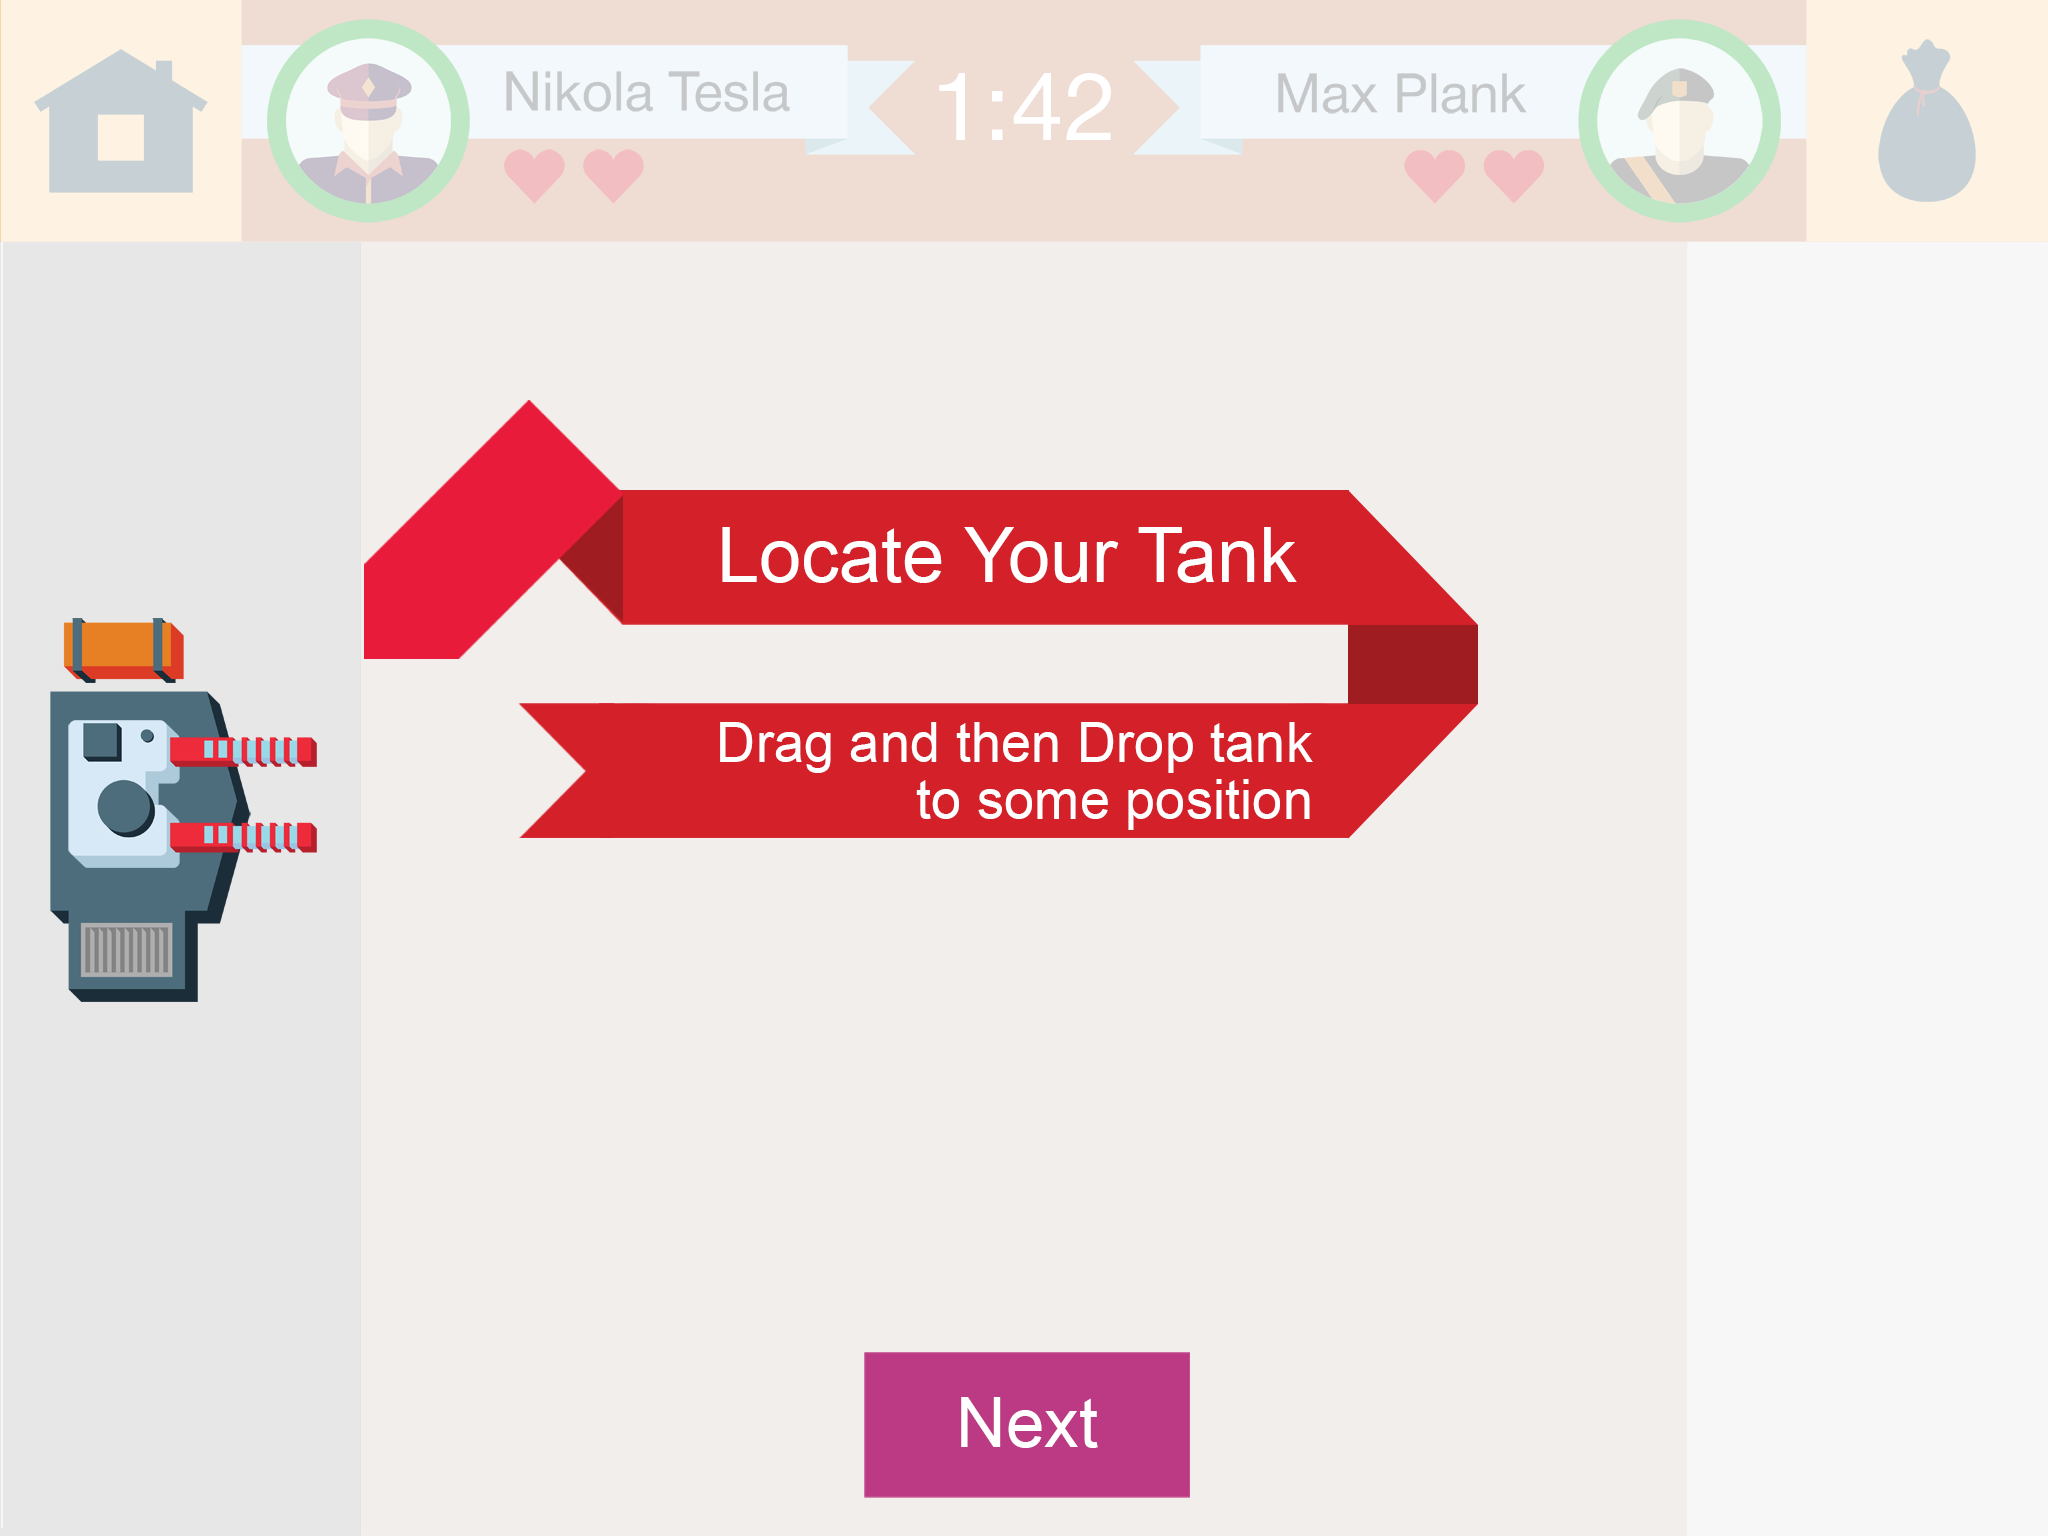 Nikola Tesla
1:42
Max Plank
Locate Your Tank
Drag and then Drop tank
to some position
Next